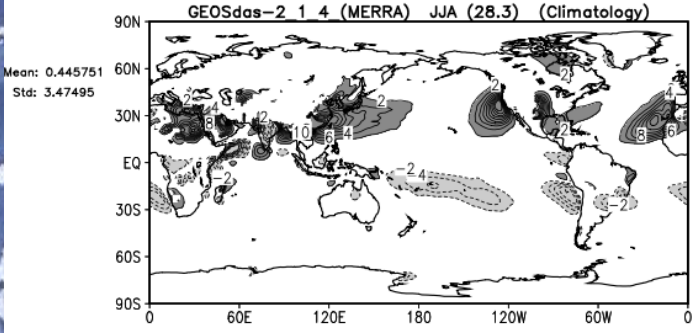 GEOSdas-2_1_4_(MERRA) JJA (28.3) (Climatology)
Mean: 0.445751
Std: 3.47495
90N
60N
30N
EQ
30S
60S
90S
0 60E 120E 180 120W 60W 0
2
4
8
2
10
6
4
2
2
2
2
4
8
6
-2
-2
-4
-2